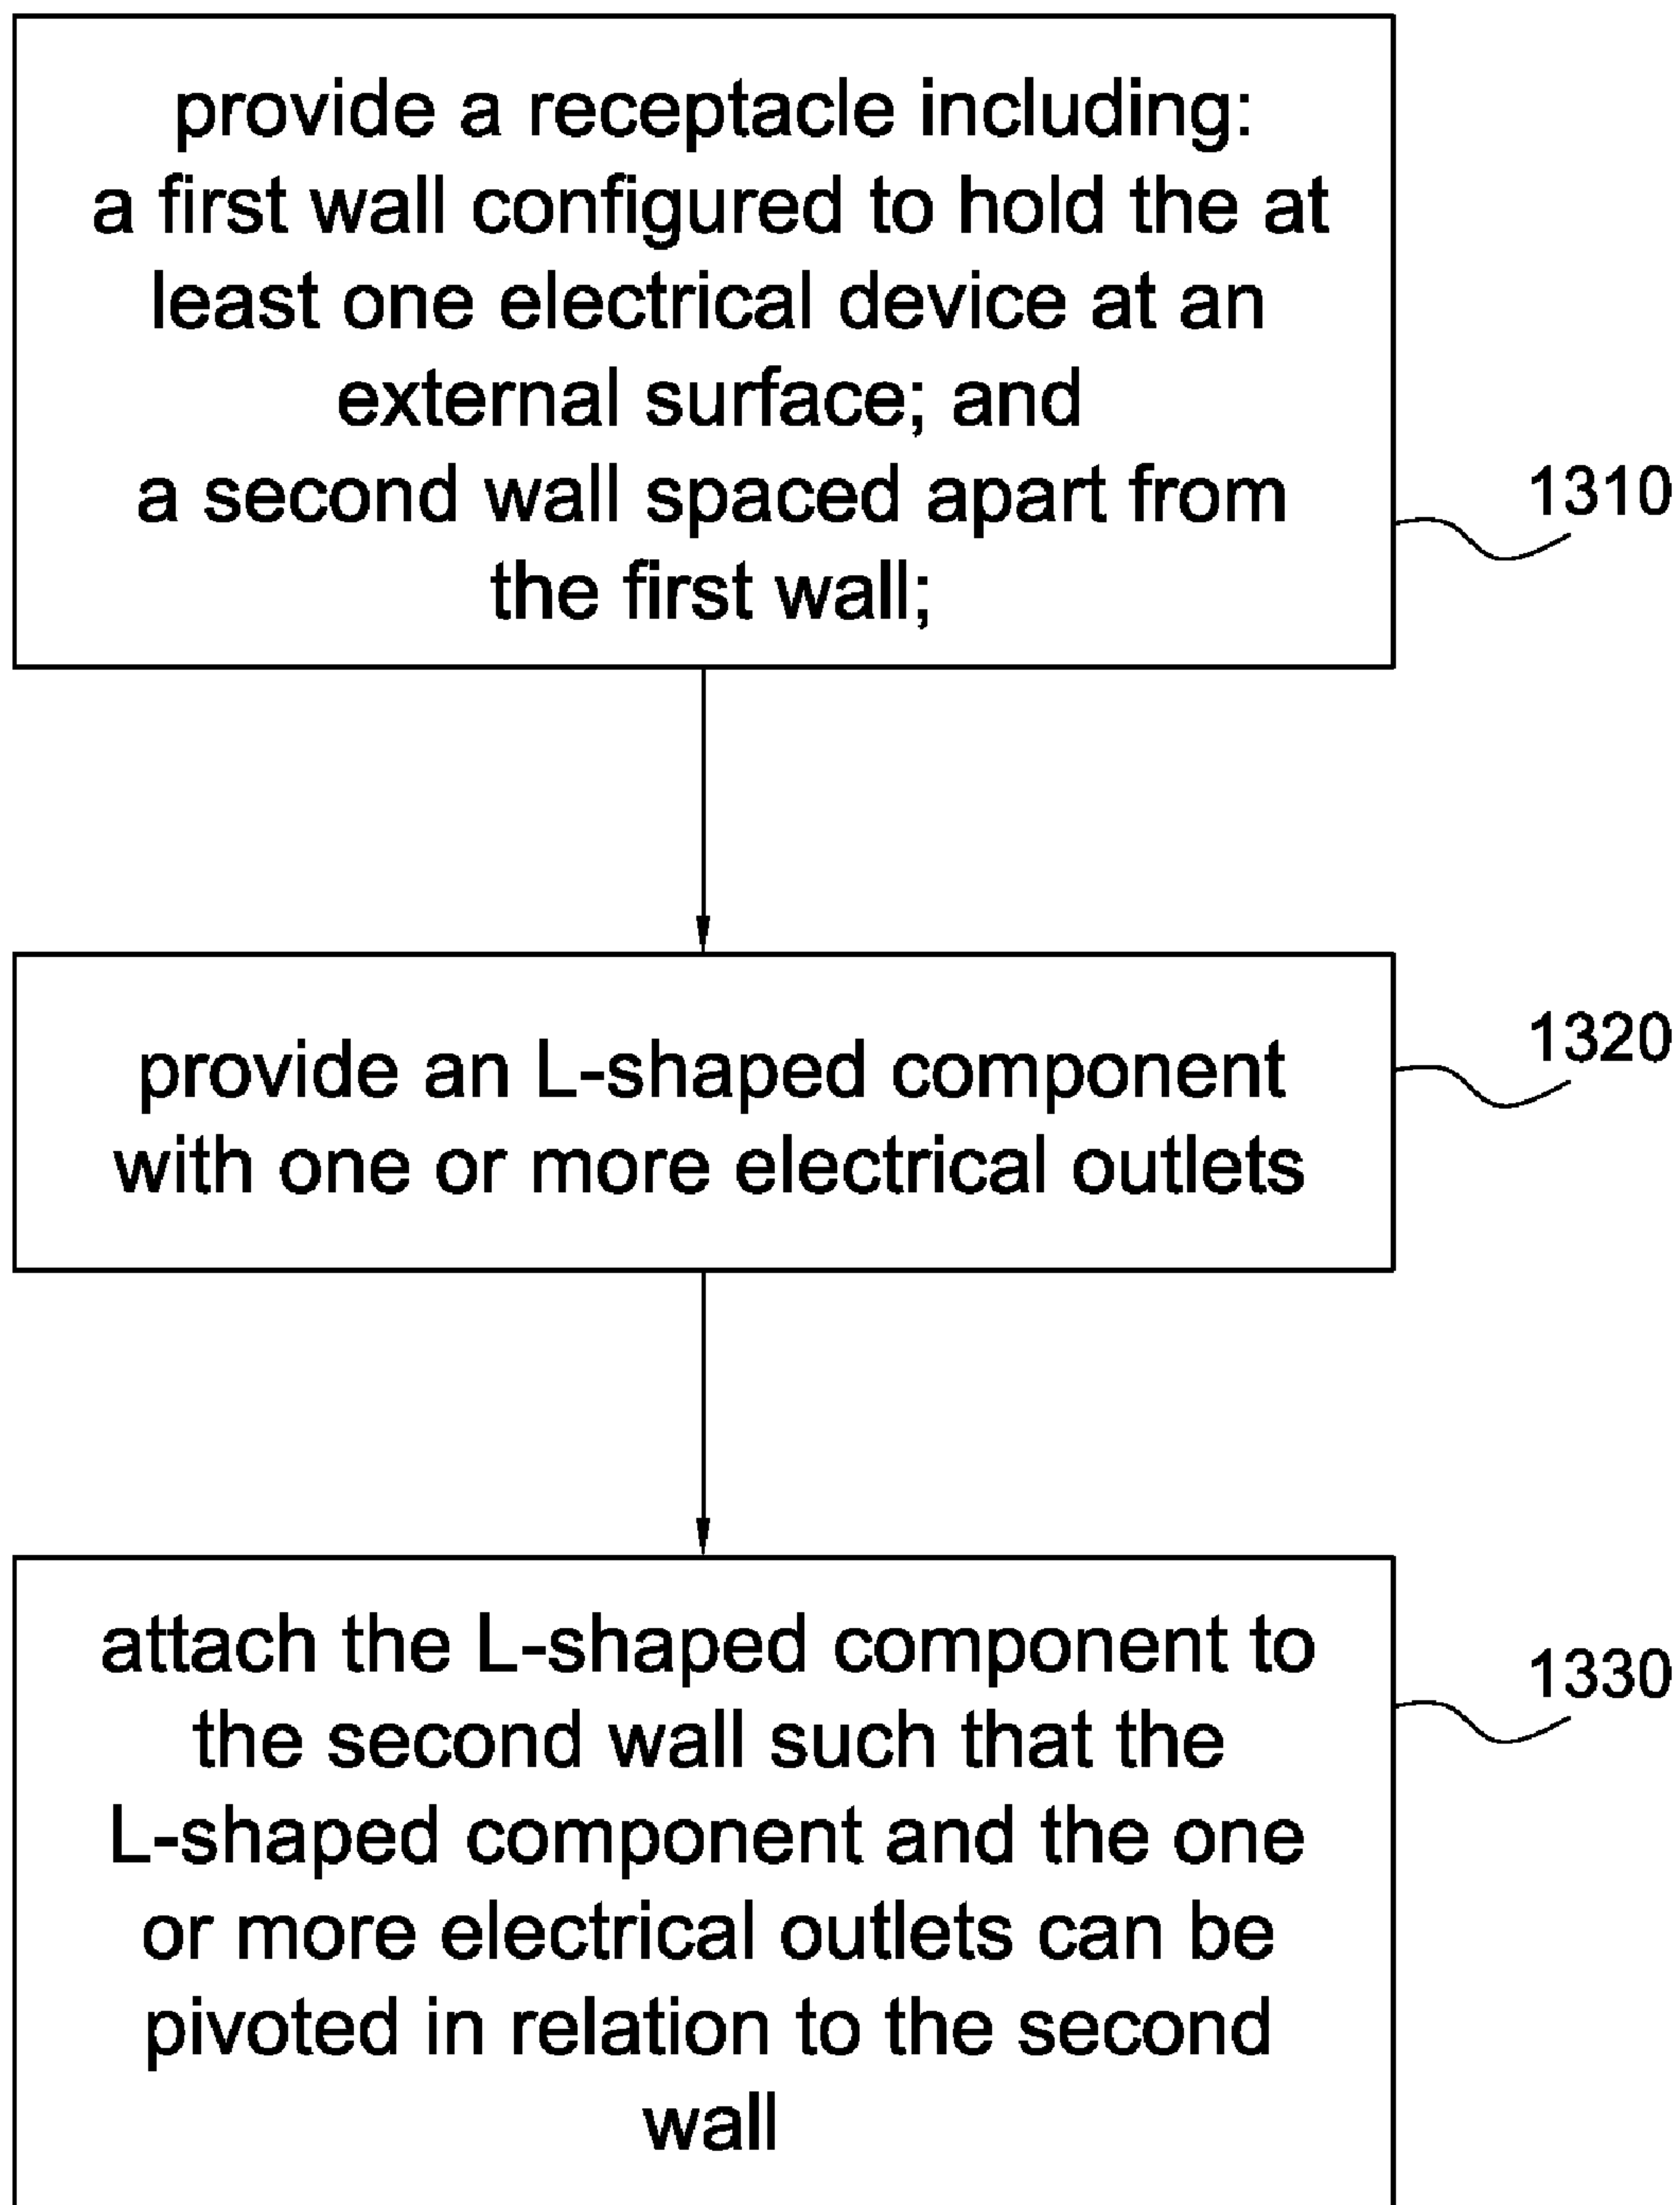 provide a receptacle including:
a first wall configured to hold the at
least one electrical device at an
external surface; and
a second wall spaced apart from
the first wall;
1310
provide an L-shaped component
with one or more electrical outlets
1320
attach the L-shaped component to
the second wall such that the
L-shaped component and the one
or more electrical outlets can be
pivoted in relation to the second
wall
1330